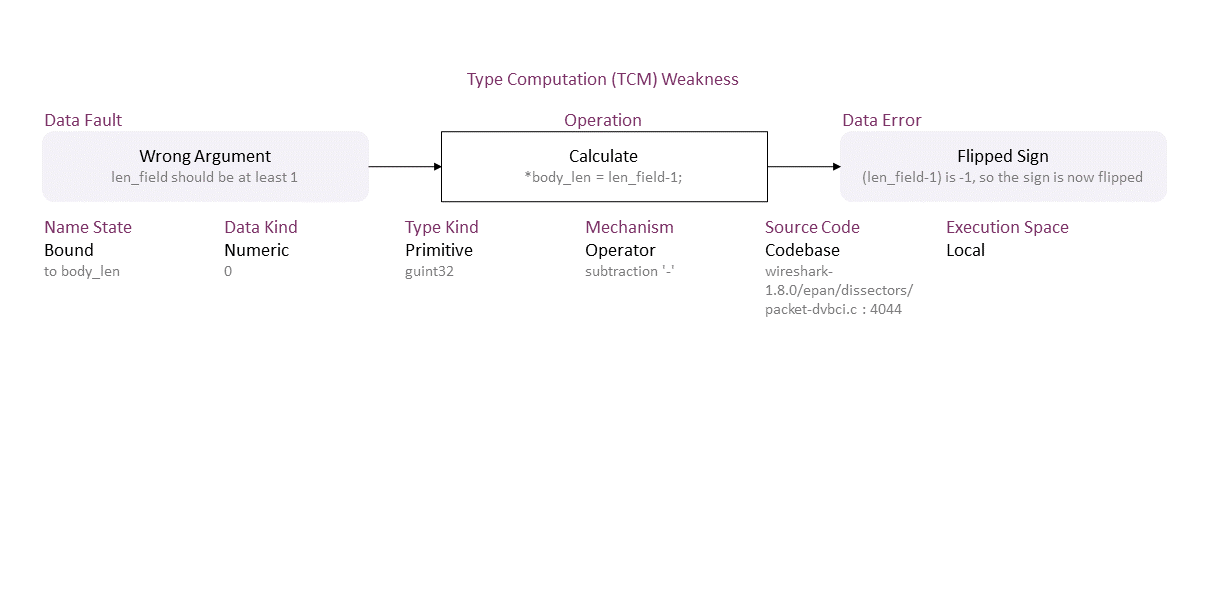 Type Computation (TCM) Weakness
Data Fault
Operation
Data Error
Wrong Argument
len_field should be at least 1
Calculate
*body_len = len_field-1;
Flipped Sign
(len_field-1) is -1, so the sign is now flipped
Name State
Bound
to body_len
Data Kind
Numeric
0
Type Kind
Primitive
guint32
Mechanism
Operator
subtraction '-'
Source Code
Codebase
wireshark-
1.8.0/epan/dissectors/
packet-dvbci.c : 4044
Execution Space
Local